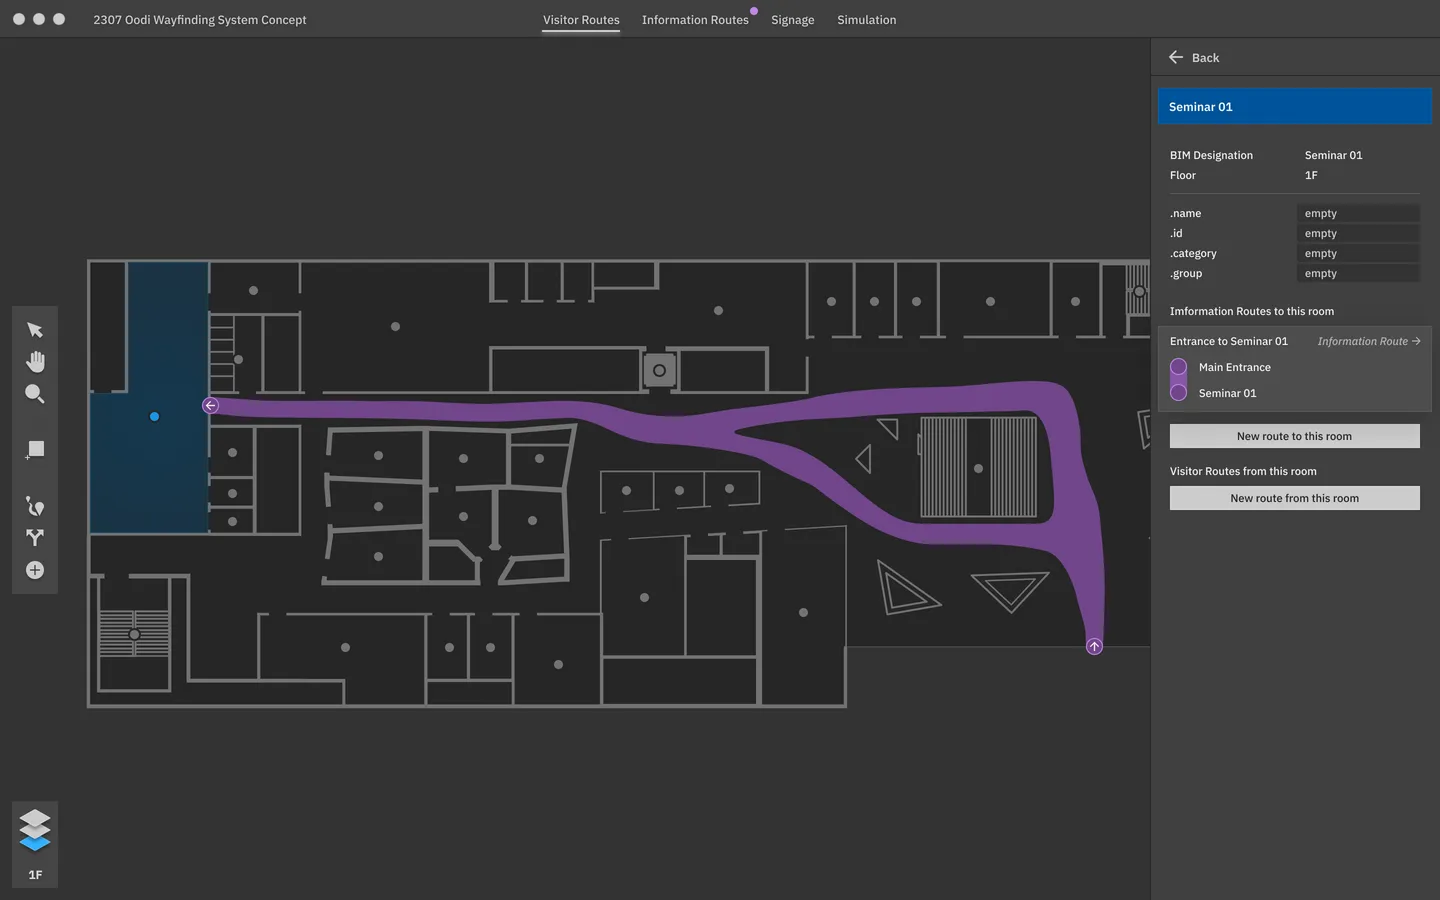 2307 Oodi Wayfinding System Concept
Visitor Routes
Information Routes
Signage
Simulation
Back
Seminar 01
BIM Designation Seminar 01
Floor 1F
.name empty
.id empty
.category empty
.group empty
Imformation Routes to this room
Entrance to Seminar 01 Information Route →
Main Entrance
Seminar 01
New route to this room
Visitor Routes from this room
New route from this room
1F